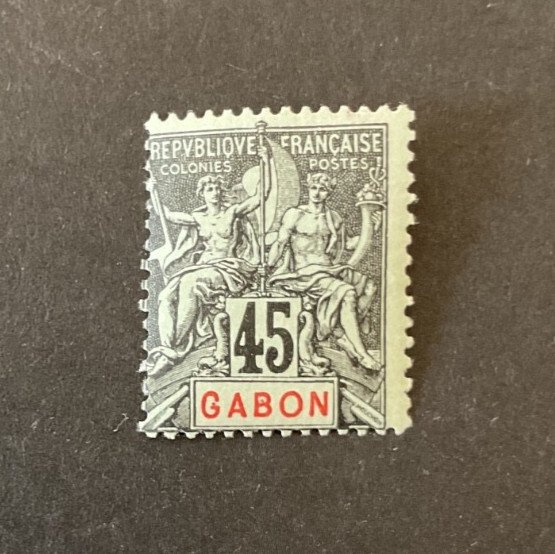 REPVBLIQVE FRANÇAISE
COLONIES POSTES
45
GABON